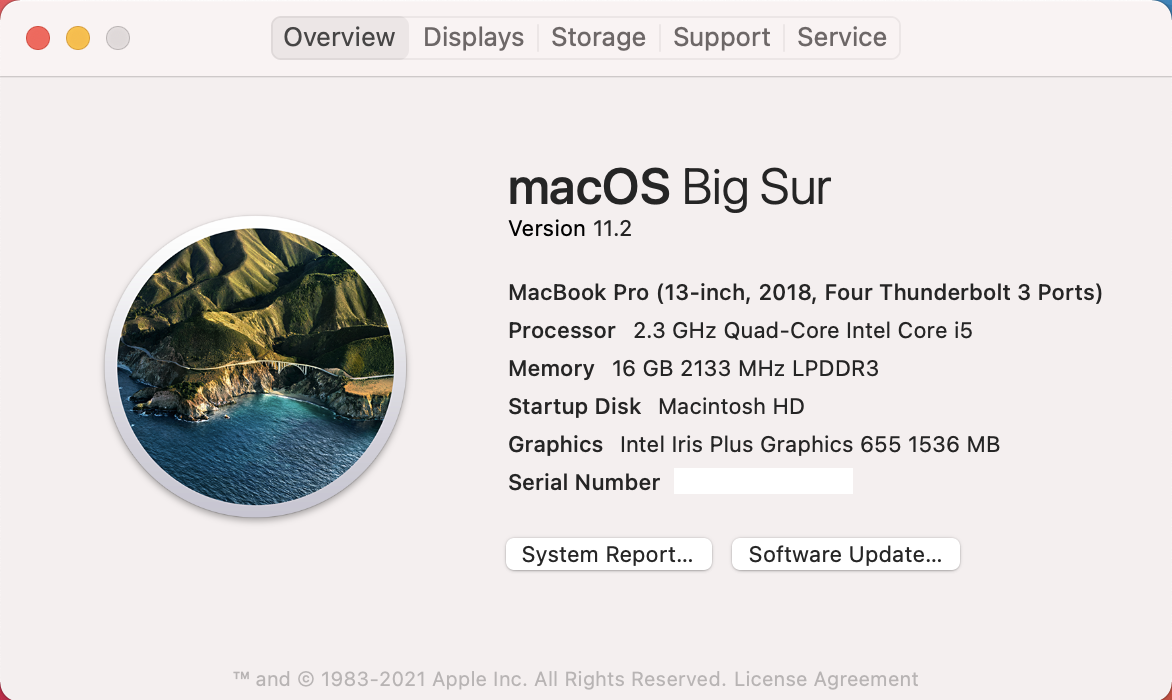 Overview Displays Storage Support Service
macOS Big Sur
Version 11.2
MacBook Pro (13-inch, 2018, Four Thunderbolt 3 Ports)
Processor 2.3 GHz Quad-Core Intel Core i5
Memory 16 GB 2133 MHz LPDDR3
Startup Disk Macintosh HD
Graphics Intel Iris Plus Graphics 655 1536 MB
Serial Number
System Report... Software Update...
™ and © 1983-2021 Apple Inc. All Rights Reserved. License Agreement